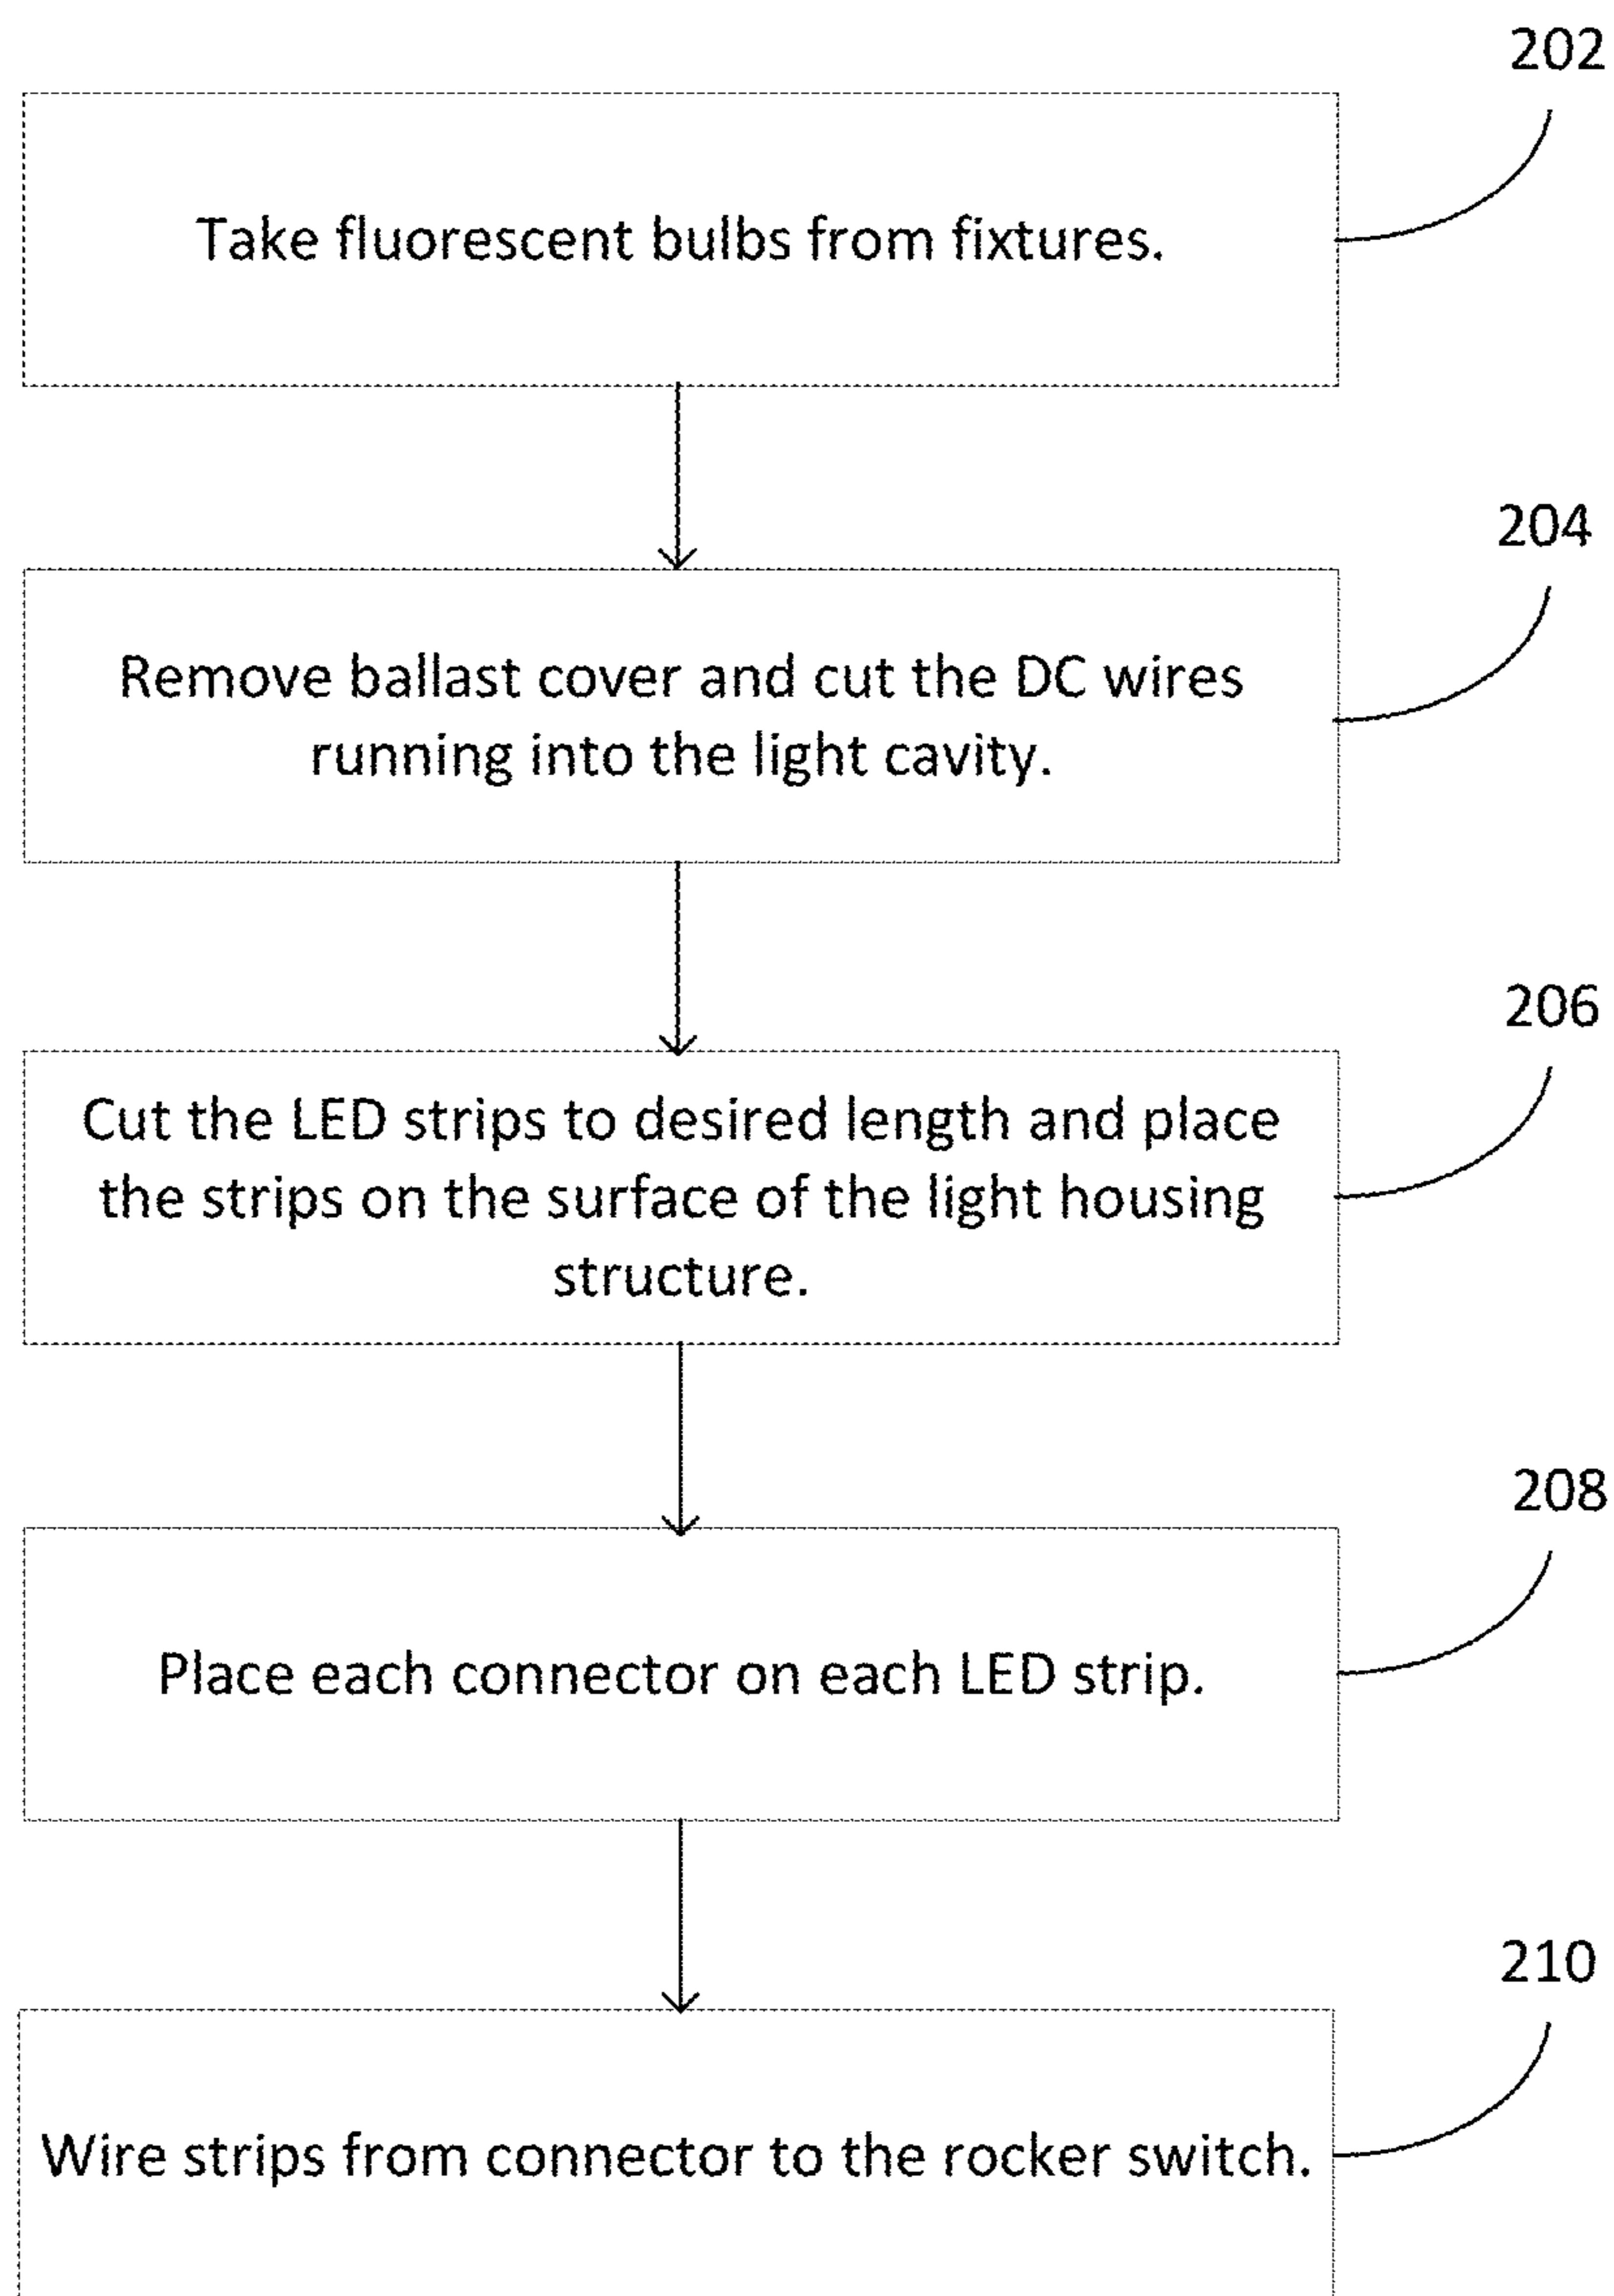 202
Take fluorescent bulbs from fixtures.
204
Remove ballast cover and cut the DC wires
running into the light cavity.
206
Cut the LED strips to desired length and place
the strips on the surface of the light housing
structure.
208
Place each connector on each LED strip.
210
Wire strips from connector to the rocker switch.